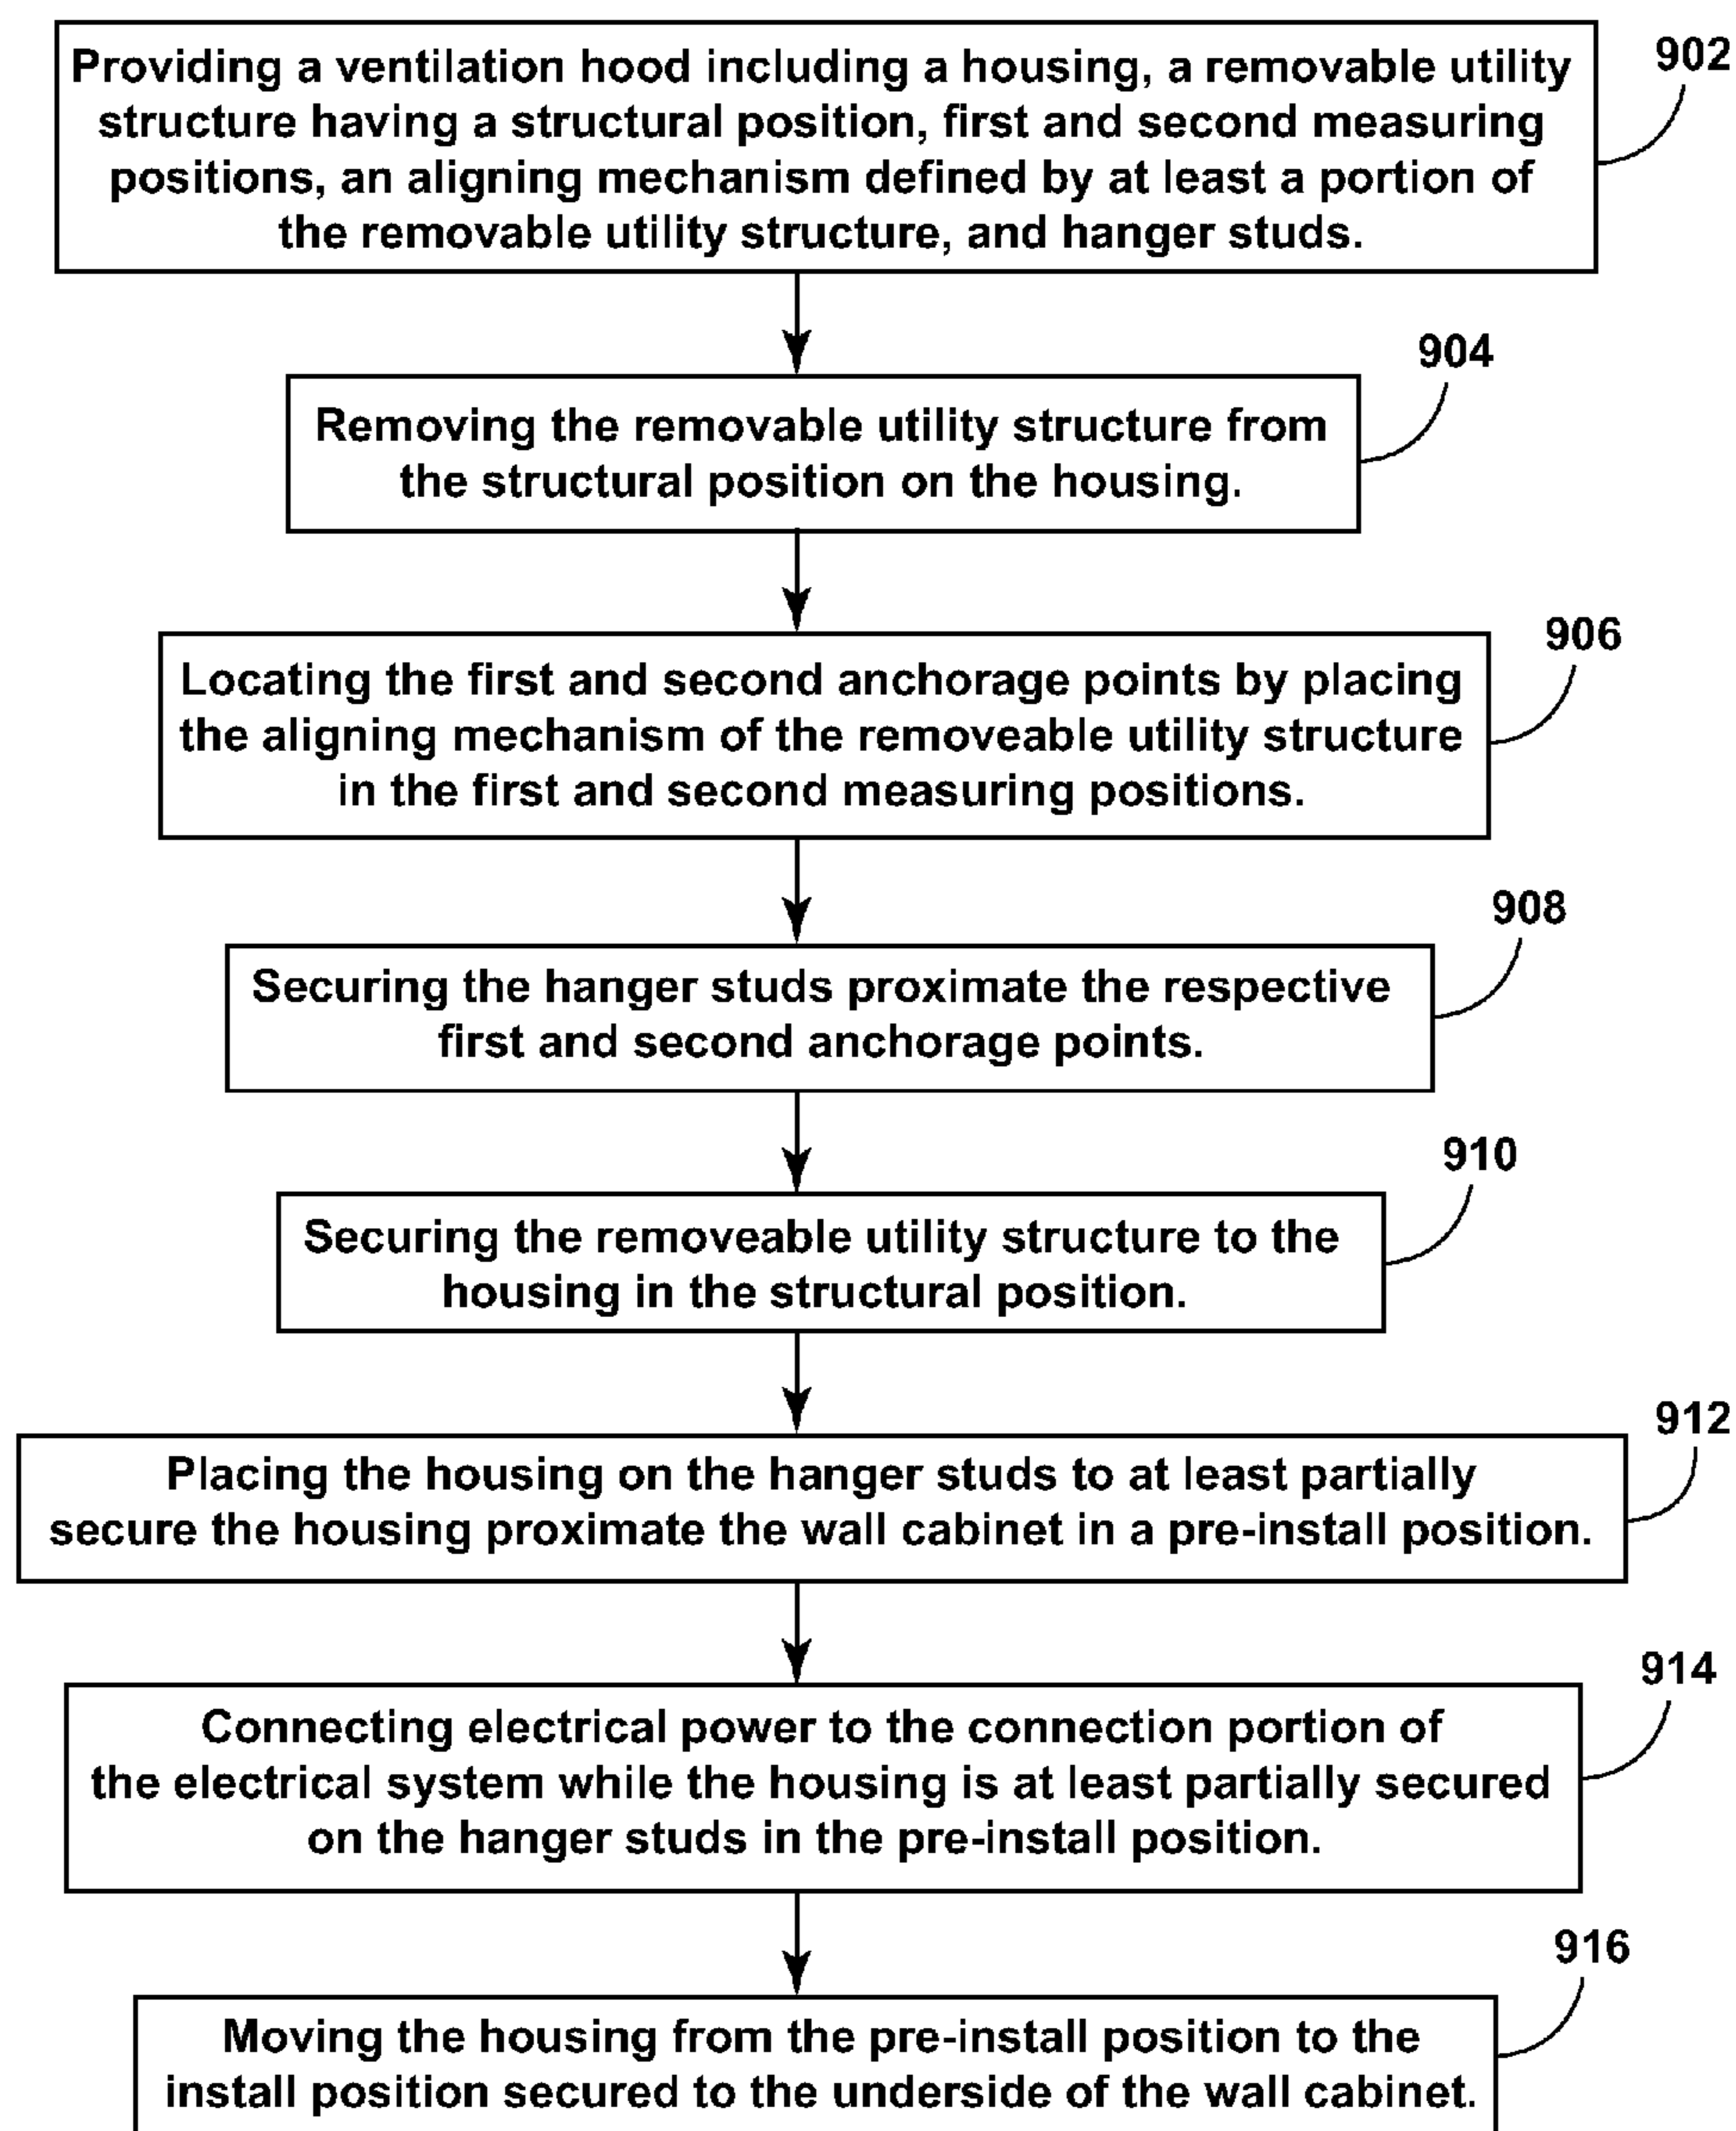 Providing a ventilation hood including a housing, a removable utility
structure having a structural position, first and second measuring
positions, an aligning mechanism defined by at least a portion of
the removable utility structure, and hanger studs.
902
Removing the removable utility structure from
the structural position on the housing.
904
Locating the first and second anchorage points by placing
the aligning mechanism of the removeable utility structure
in the first and second measuring positions.
906
Securing the hanger studs proximate the respective
first and second anchorage points.
908
Securing the removeable utility structure to the
housing in the structural position.
910
Placing the housing on the hanger studs to at least partially
secure the housing proximate the wall cabinet in a pre-install position.
912
Connecting electrical power to the connection portion of
the electrical system while the housing is at least partially secured
on the hanger studs in the pre-install position.
914
Moving the housing from the pre-install position to the
install position secured to the underside of the wall cabinet.
916